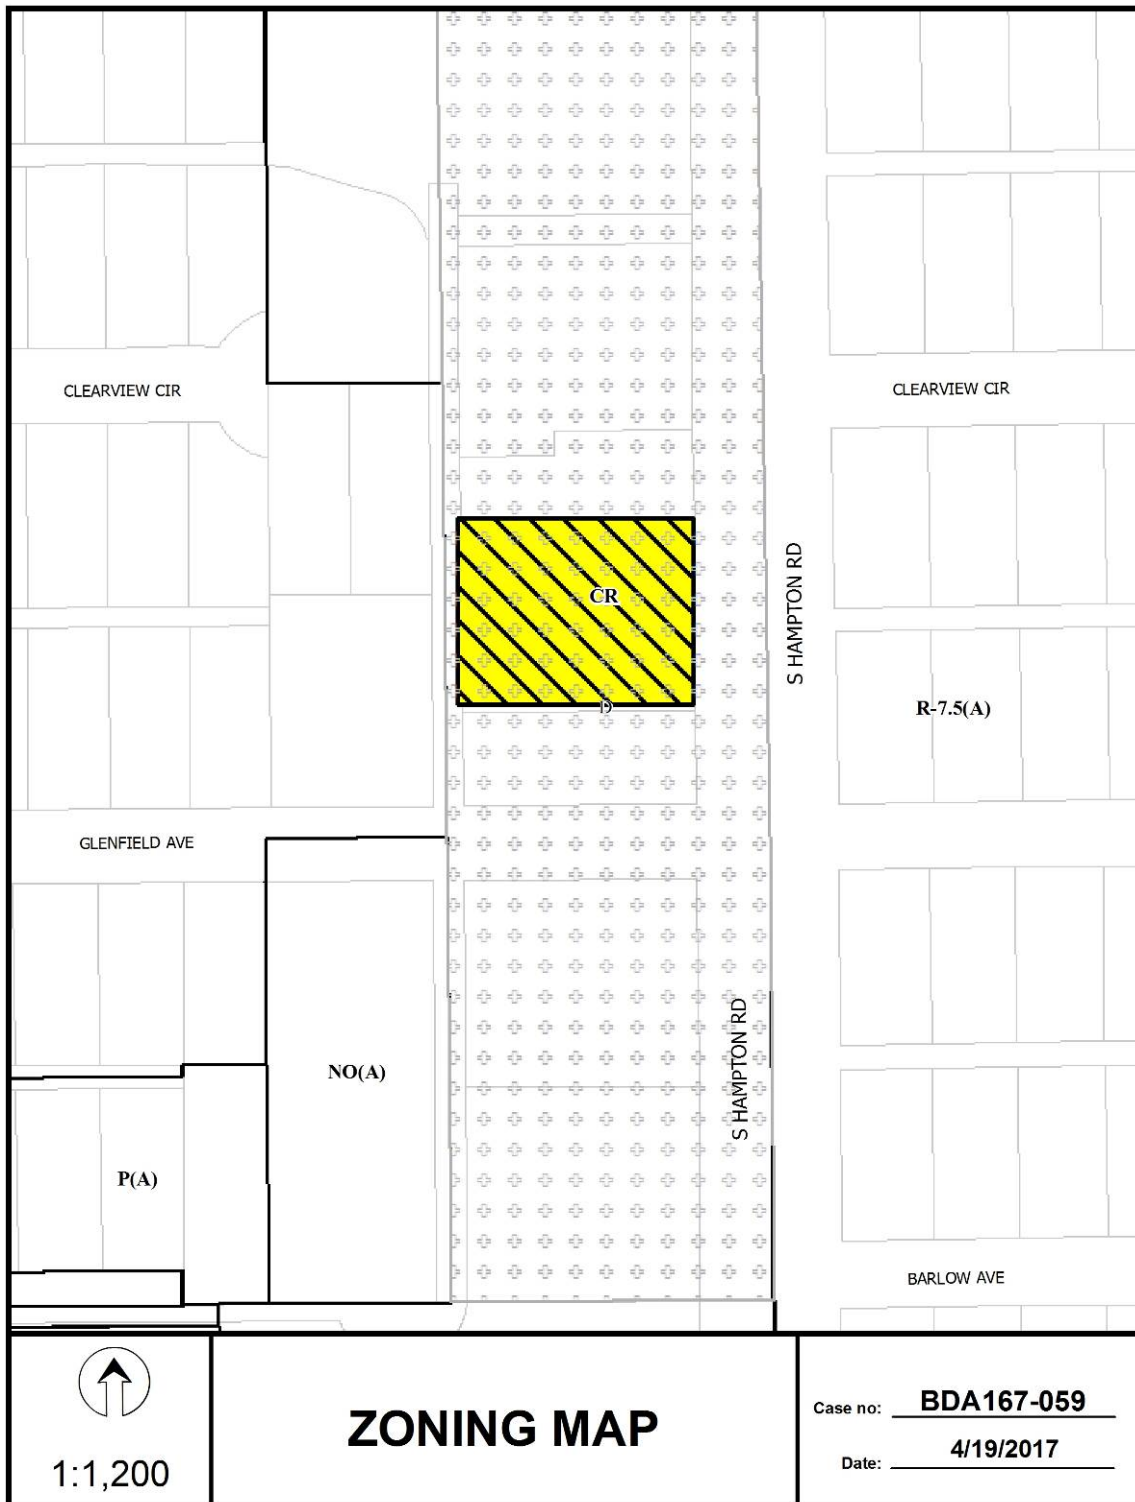 CLEARVIEW CIR
CLEARVIEW CIR
S HAMPTON RD
CR
R-7.5(A)
D
GLENFIELD AVE
S HAMPTON RD
NO(A)
P(A)
BARLOW AVE
1:1,200
ZONING MAP
Case no: BDA167-059
Date: 4/19/2017